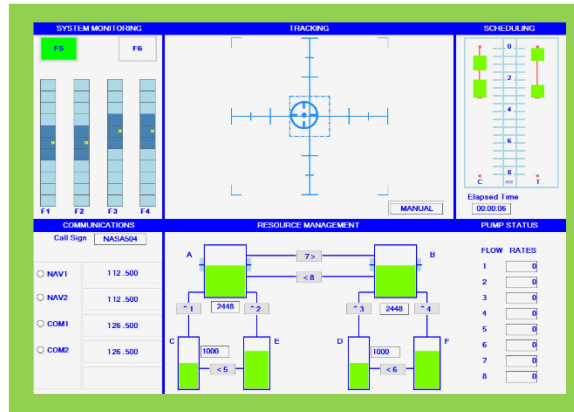 SYSTEM MONITORING
F5 F6
F1 F2 F3 F4
TRACKING
MANUAL
SCHEDULING
0
2
4
6
8
C T
Elapsed Time
00:00:06
COMMUNICATIONS
Call Sign NASA504
NAV1 112.500
NAV2 112.500
COM1 126.500
COM2 126.500
RESOURCE MANAGEMENT
A 7 > B
< 8
^ 1 2448 ^ 2 ^ 3 2448 ^ 4
C 1000 E D 1000 F
< 5 < 6
PUMP STATUS
FLOW RATES
1 0
2 0
3 0
4 0
5 0
6 0
7 0
8 0